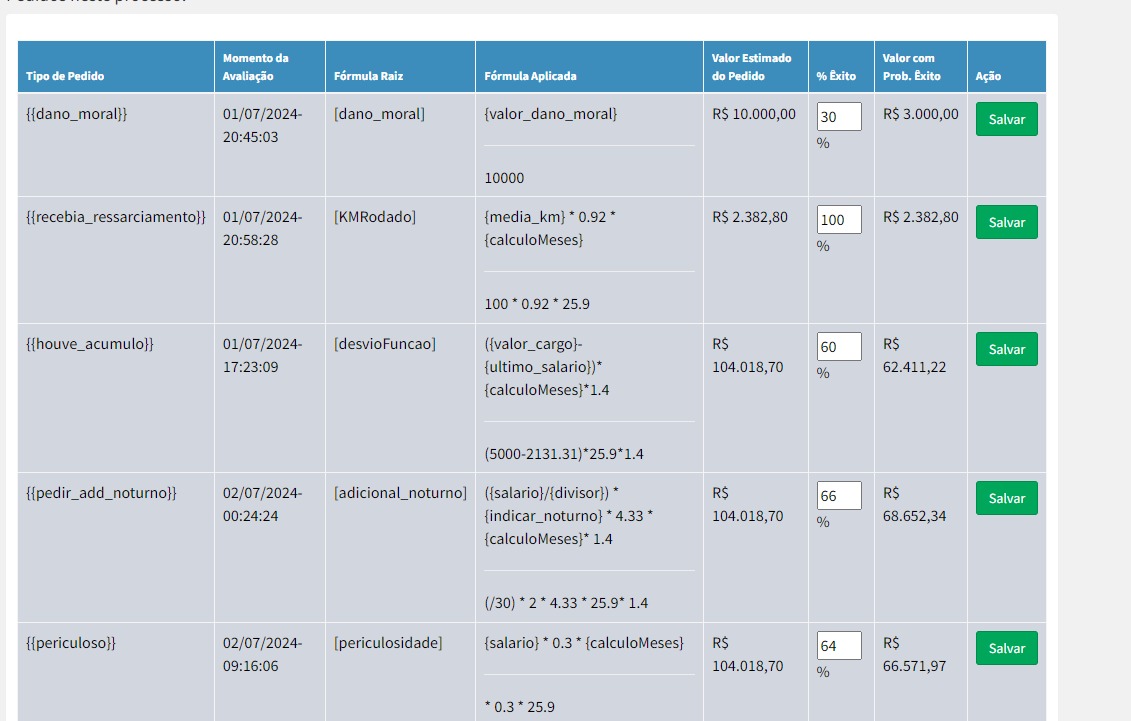 Pedidos neste processo:
Tipo de Pedido
Momento da
Avaliação
Fórmula Raiz
Fórmula Aplicada
Valor Estimado
do Pedido
% Êxito
Valor com
Prob. Êxito
Ação
{{dano_moral}}
01/07/2024-
20:45:03
[dano_moral]
{valor_dano_moral}
10000
R$ 10.000,00
30
%
R$ 3.000,00
Salvar
{{recebia_ressarciamento}}
01/07/2024-
20:58:28
[KMRodado]
{media_km} * 0.92 *
{calculoMeses}
100 * 0.92 * 25.9
R$ 2.382,80
100
%
R$ 2.382,80
Salvar
{{houve_acumulo}}
01/07/2024-
17:23:09
[desvioFuncao]
({valor_cargo}-
{ultimo_salario})*
{calculoMeses}*1.4
(5000-2131.31)*25.9*1.4
R$
104.018,70
60
%
R$
62.411,22
Salvar
{{pedir_add_noturno}}
02/07/2024-
00:24:24
[adicional_noturno]
({salario}/{divisor}) *
{indicar_noturno} * 4.33 *
{calculoMeses}* 1.4
(/30) * 2 * 4.33 * 25.9* 1.4
R$
104.018,70
66
%
R$
68.652,34
Salvar
{{periculoso}}
02/07/2024-
09:16:06
[periculosidade]
{salario} * 0.3 * {calculoMeses}
* 0.3 * 25.9
R$
104.018,70
64
%
R$
66.571,97
Salvar